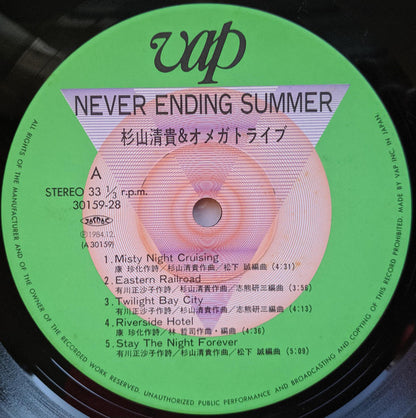 vap
NEVER ENDING SUMMER
杉山清貴&オメガトライブ
A
STEREO 33 1/3 r.p.m.
30159-28
JASRAC
Ⓟ1984.12.
(A 30159)
1. Misty Night Cruising
康 珍化作詩/杉山清貴作曲/松下 誠編曲 (4:31)
2. Eastern Railroad
有川正沙子作詩/杉山清貴作曲/志熊研三編曲 (3:56)
3. Twilight Bay City
有川正沙子作詩/杉山清貴作曲/志熊研三編曲 (4:13)
4. Riverside Hotel
康 珍化作詩/林 哲司作曲・編曲 (4:36)
5. Stay The Night Forever
有川正沙子作詩/杉山清貴作曲/松下 誠編曲 (5:09)
ALL RIGHTS OF THE MANUFACTURER AND OF THE OWNER OF THE RECORDED WORK RESERVED. UNAUTHORIZED PUBLIC PERFORMANCE AND BROADCASTING AND COPYING OF THIS RECORD PROHIBITED. MADE BY VAP INC IN JAPAN.